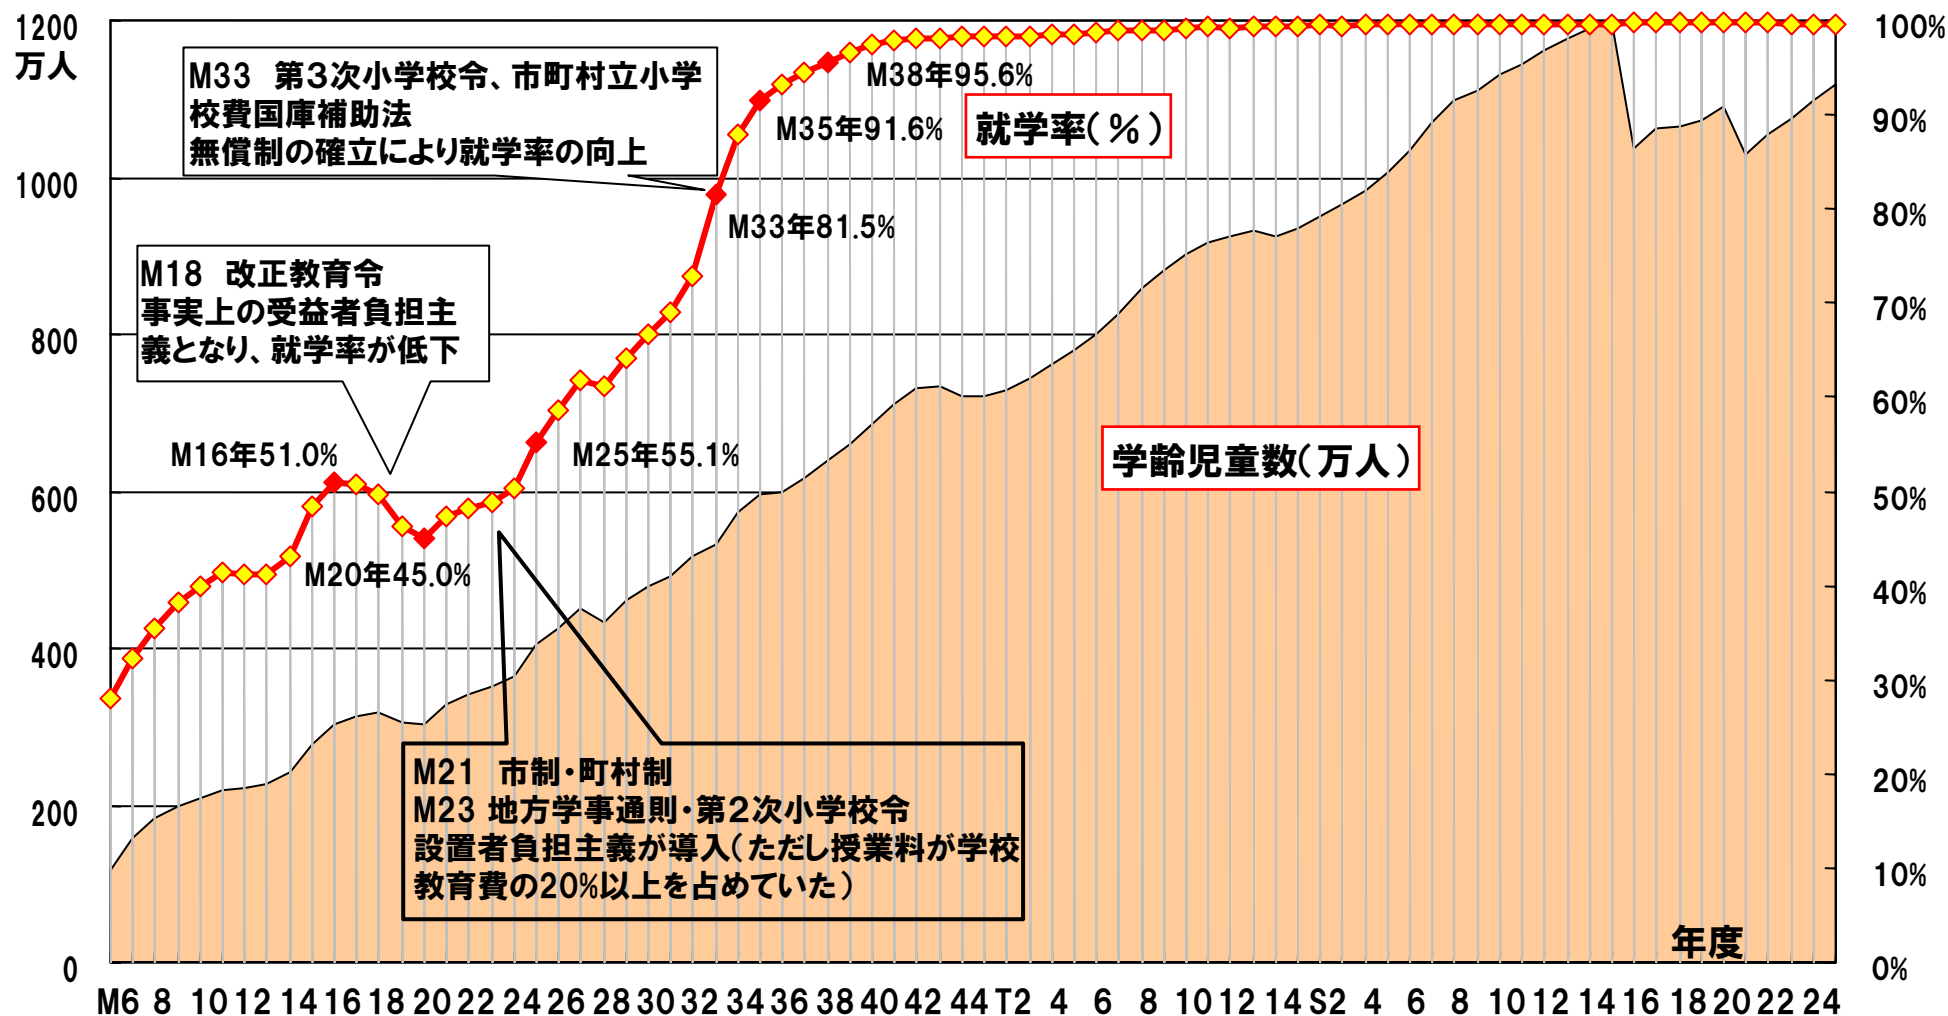 1200
万人
1000
800
600
400
200
0
100%
90%
80%
70%
60%
50%
40%
30%
20%
10%
0%
M33 第3次小学校令、市町村立小学
校費国庫補助法
無償制の確立により就学率の向上
M38年95.6%
M35年91.6%
就学率(%)
M33年81.5%
M18 改正教育令
事実上の受益者負担主
義となり、就学率が低下
M16年51.0%
M25年55.1%
学齢児童数(万人)
M20年45.0%
M21 市制・町村制
M23 地方学事通則・第2次小学校令
設置者負担主義が導入(ただし授業料が学校
教育費の20%以上を占めていた)
年度
M6 8 10 12 14 16 18 20 22 24 26 28 30 32 34 36 38 40 42 44 T2 4 6 8 10 12 14 S2 4 6 8 10 12 14 16 18 20 22 24